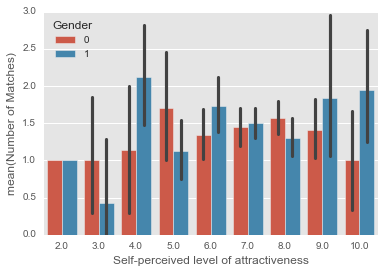 3.0
2.5
2.0
1.5
1.0
0.5
0.0
mean(Number of Matches)
Gender
0
1
2.0 3.0 4.0 5.0 6.0 7.0 8.0 9.0 10.0
Self-perceived level of attractiveness